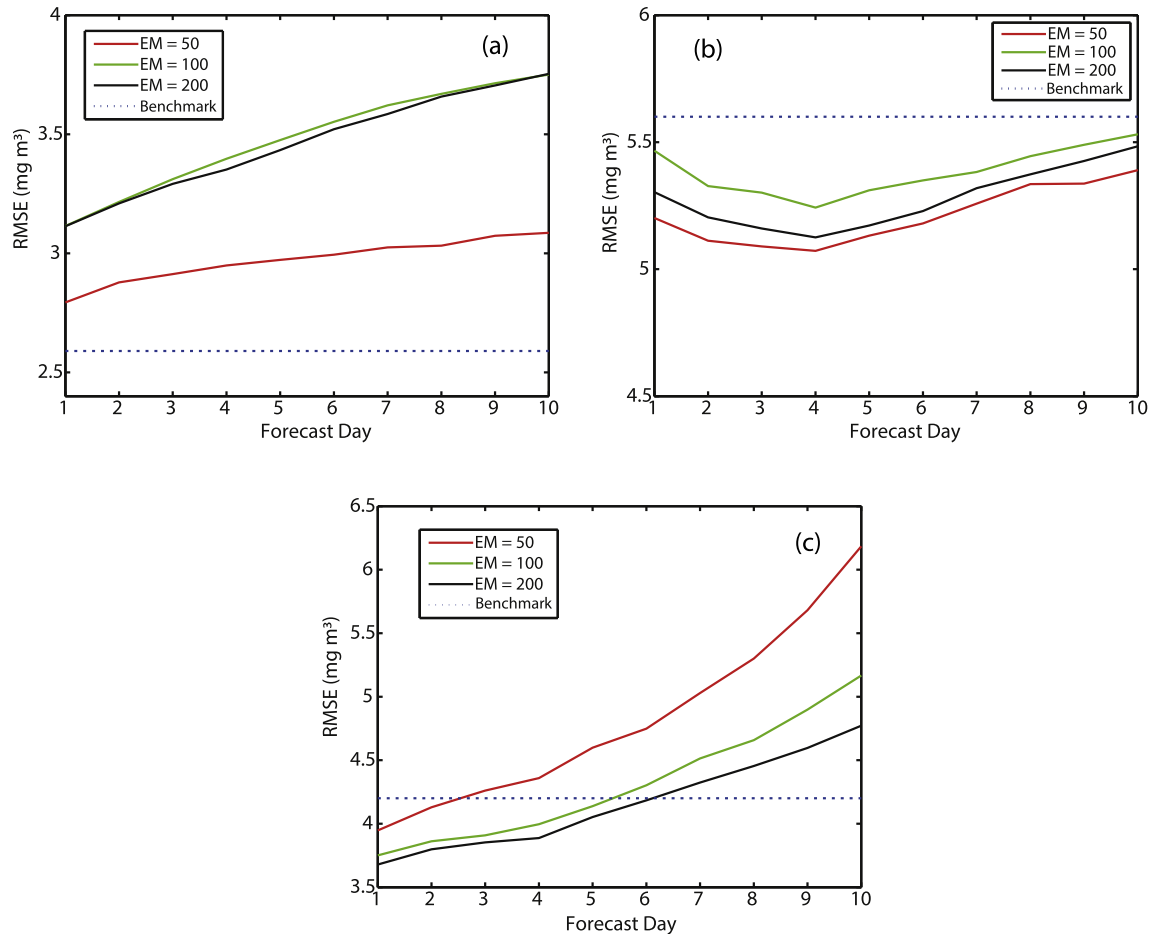 4
3.5
3
2.5
RMSE (mg m³)
EM = 50
EM = 100
EM = 200
Benchmark
(a)
1 2 3 4 5 6 7 8 9 10
Forecast Day
6
5.5
5
4.5
RMSE (mg m³)
(b)
EM = 50
EM = 100
EM = 200
Benchmark
1 2 3 4 5 6 7 8 9 10
Forecast Day
6.5
6
5.5
5
4.5
4
3.5
RMSE (mg m³)
EM = 50
EM = 100
EM = 200
Benchmark
(c)
1 2 3 4 5 6 7 8 9 10
Forecast Day